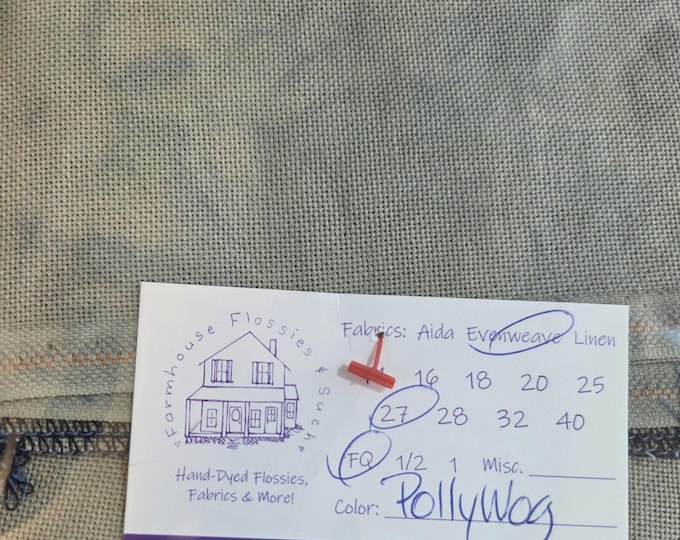 Farmhouse Flossies & Such
Hand-Dyed Flossies,
Fabrics & More!
Fabrics: Aida Evenweave Linen
16 18 20 25
27 28 32 40
FQ 1/2 1 Misc.
Color: PollyWog